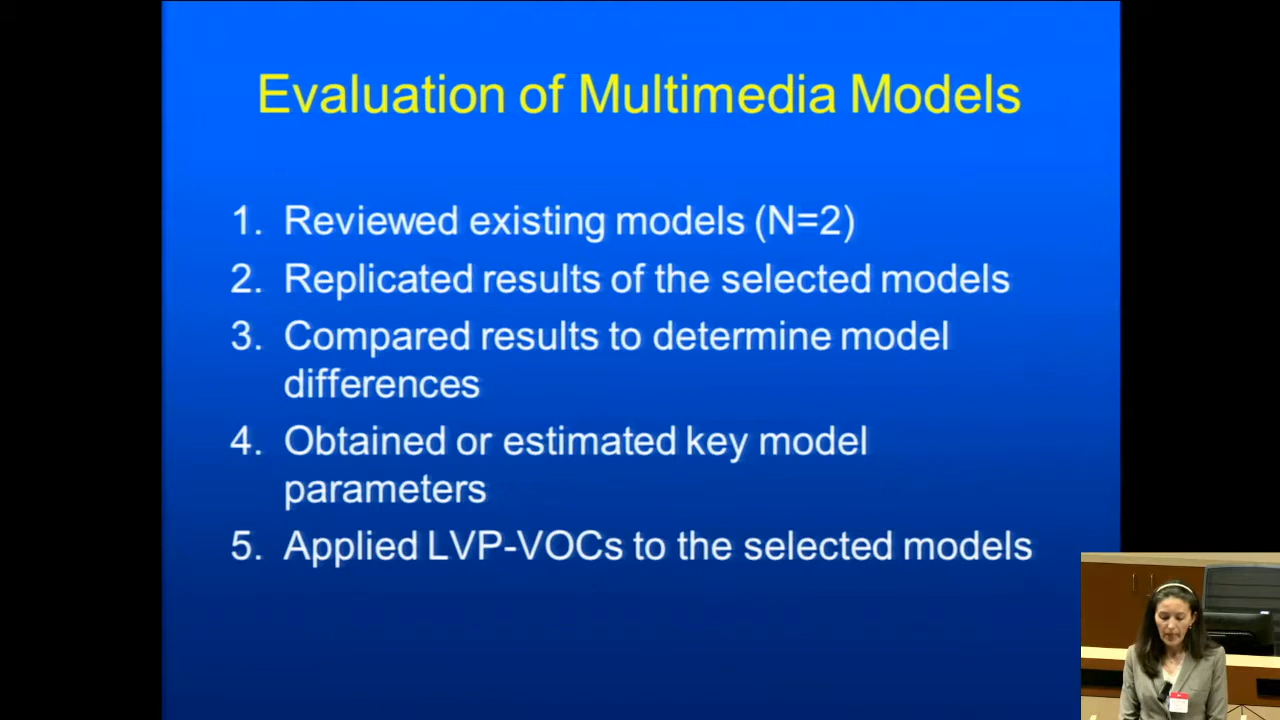 Evaluation of Multimedia Models
1. Reviewed existing models (N=2)
2. Replicated results of the selected models
3. Compared results to determine model
differences
4. Obtained or estimated key model
parameters
5. Applied LVP-VOCs to the selected models